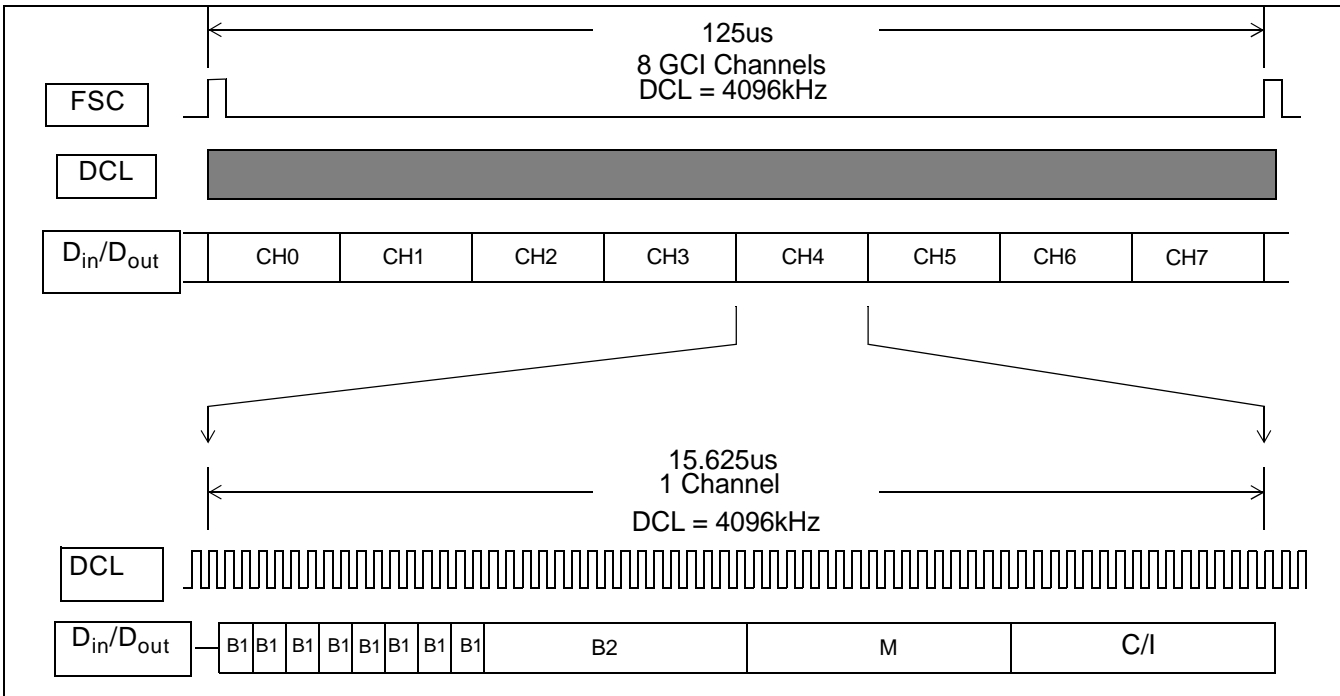 125us
8 GCI Channels
DCL = 4096kHz
FSC
DCL
Din/Dout
CH0 CH1 CH2 CH3 CH4 CH5 CH6 CH7
15.625us
1 Channel
DCL = 4096kHz
DCL
Din/Dout
B1 B1 B1 B1 B1 B1 B1 B1 B2 M C/I